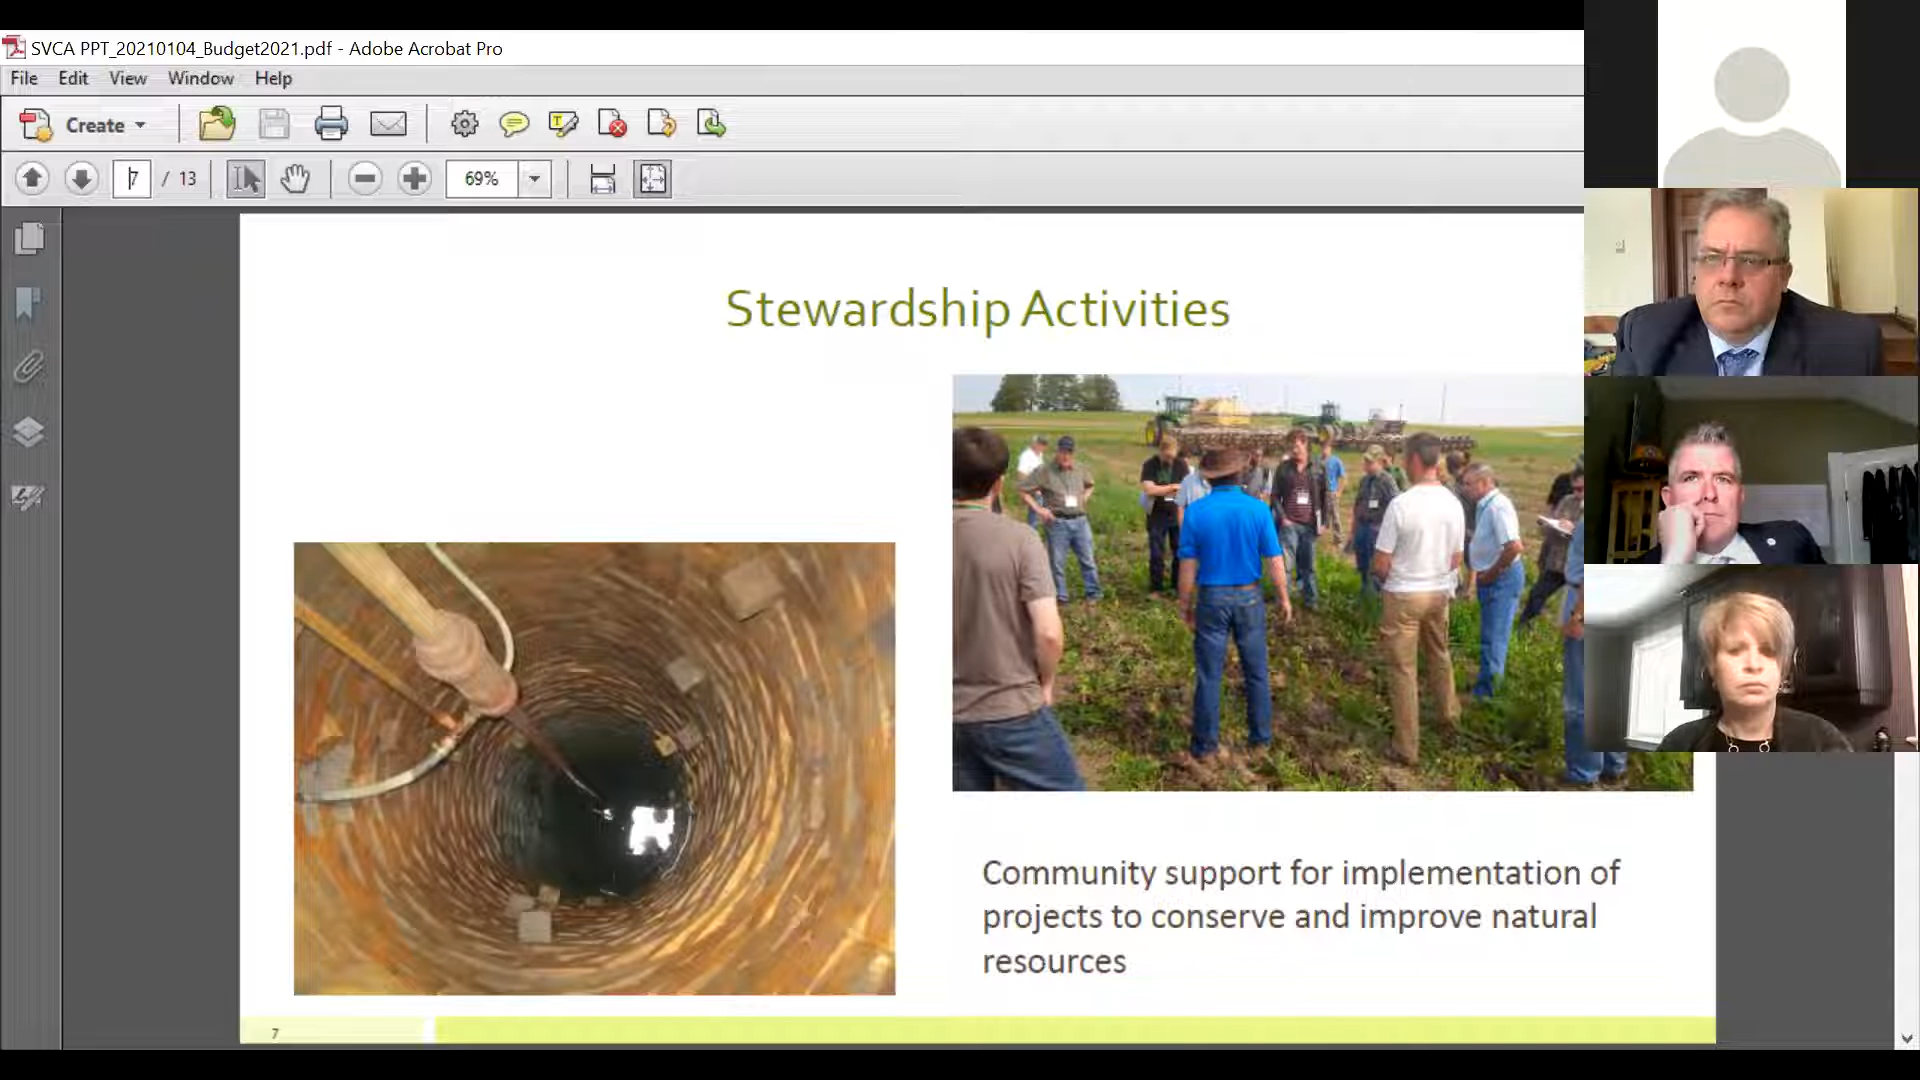 SVCA PPT_20210104_Budget2021.pdf - Adobe Acrobat Pro
File Edit View Window Help
Create
7 / 13
69%
Stewardship Activities
Community support for implementation of
projects to conserve and improve natural
resources
7